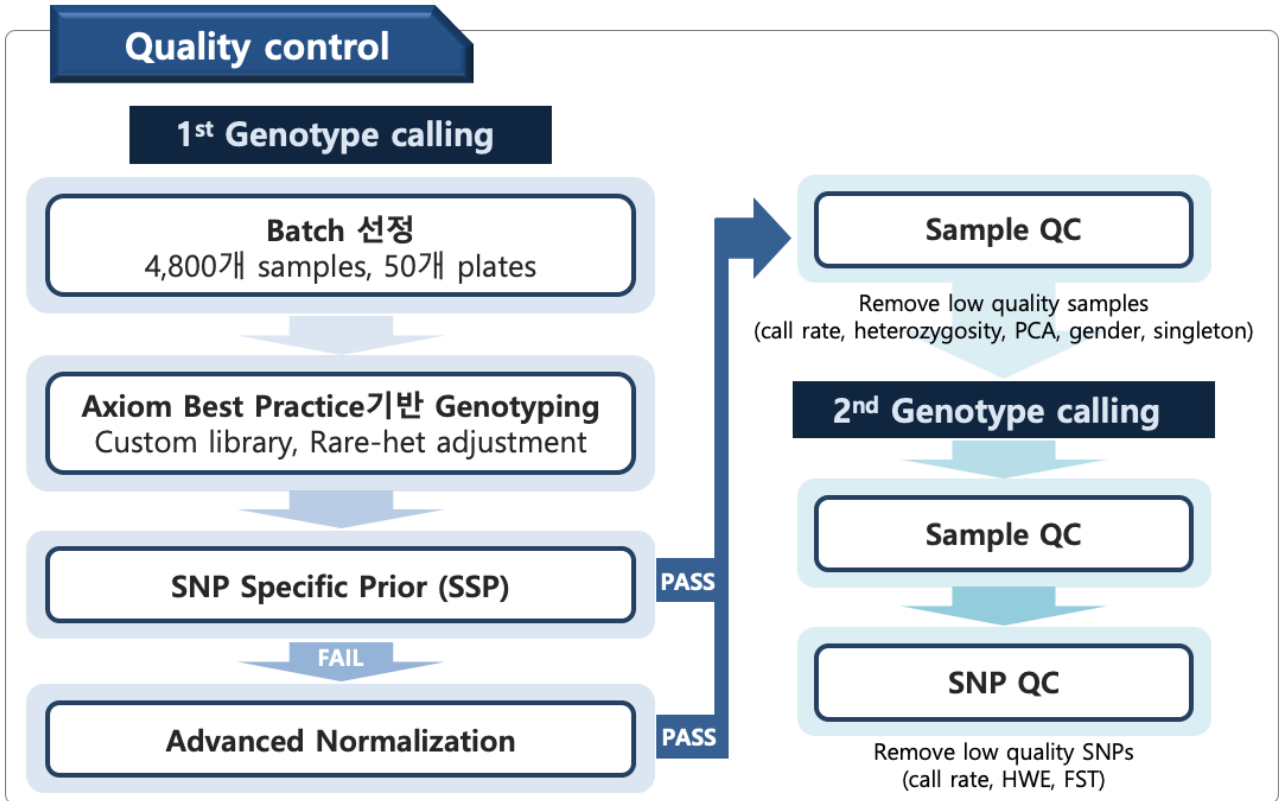 Quality control
1st Genotype calling
Batch 선정
4,800개 samples, 50개 plates
Axiom Best Practice기반 Genotyping
Custom library, Rare-het adjustment
SNP Specific Prior (SSP)
PASS
FAIL
Advanced Normalization
PASS
Sample QC
Remove low quality samples
(call rate, heterozygosity, PCA, gender, singleton)
2nd Genotype calling
Sample QC
SNP QC
Remove low quality SNPs
(call rate, HWE, FST)